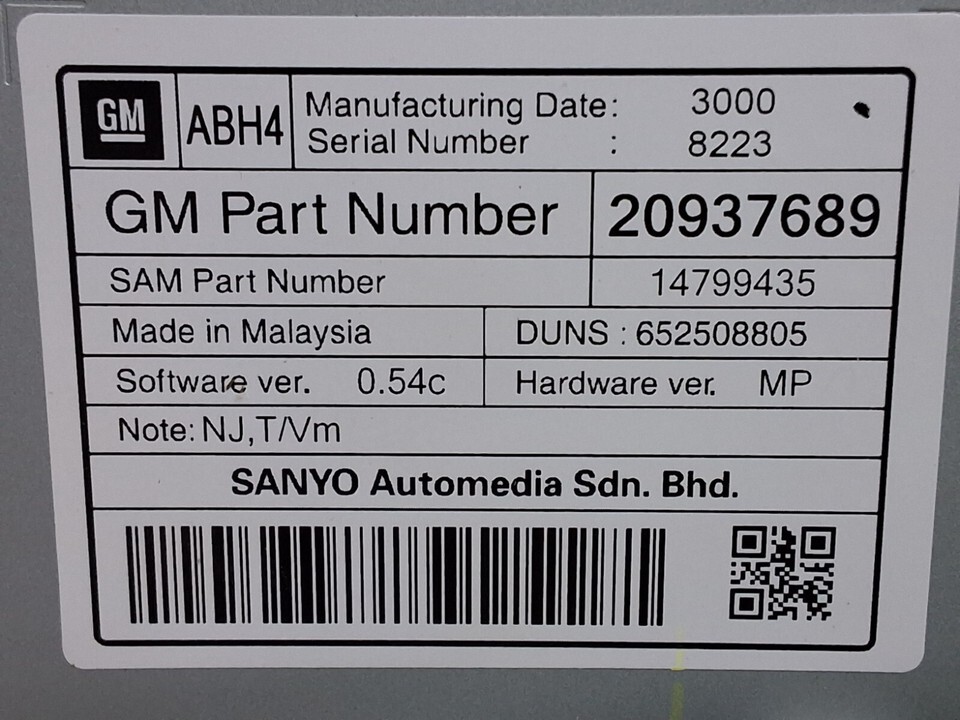 GM
ABH4
Manufacturing Date: 3000
Serial Number : 8223
GM Part Number 20937689
SAM Part Number 14799435
Made in Malaysia DUNS : 652508805
Software ver. 0.54c Hardware ver. MP
Note: NJ,T/Vm
SANYO Automedia Sdn. Bhd.